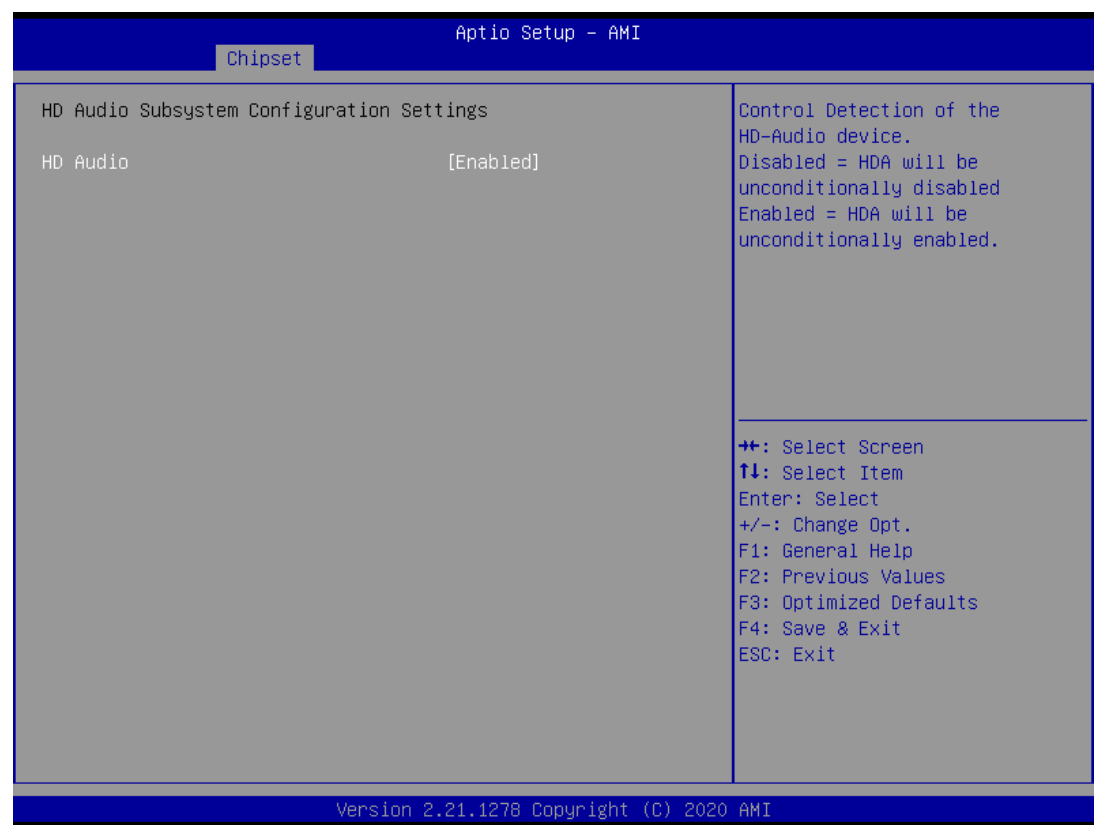 Aptio Setup - AMI
Chipset
HD Audio Subsystem Configuration Settings
HD Audio [Enabled]
Control Detection of the
HD-Audio device.
Disabled = HDA will be
unconditionally disabled
Enabled = HDA will be
unconditionally enabled.
→←: Select Screen
↑↓: Select Item
Enter: Select
+/-: Change Opt.
F1: General Help
F2: Previous Values
F3: Optimized Defaults
F4: Save & Exit
ESC: Exit
Version 2.21.1278 Copyright (C) 2020 AMI